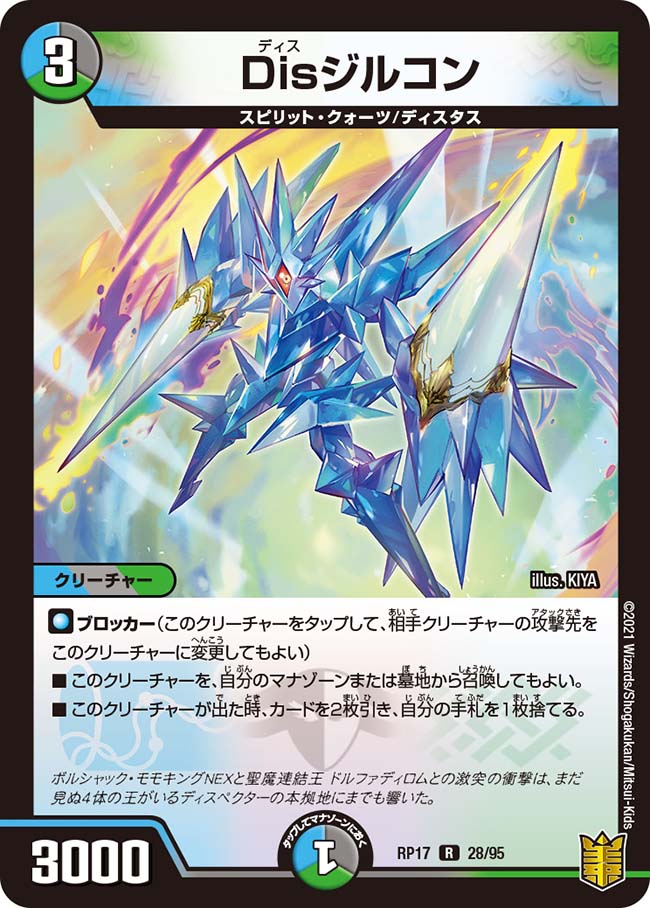 3
ディス
Disジルコン
スピリット・クォーツ/ディスタス
クリーチャー
illus. KIYA
ブロッカー(このクリーチャーをタップして、相手クリーチャーの攻撃先を
このクリーチャーに変更してもよい)
■このクリーチャーを、自分のマナゾーンまたは墓地から召喚してもよい。
■このクリーチャーが出た時、カードを2枚引き、自分の手札を1枚捨てる。
ボルシャック・モモキングNEXと聖魔連結王 ドルファディロムとの激突の衝撃は、まだ
見ぬ4体の王がいるディスペクターの本拠地にまでも響いた。
©2021 Wizards/Shogakukan/Mitsui-Kids
タップしてマナゾーンにおく
3000
1
RP17 R 28/95